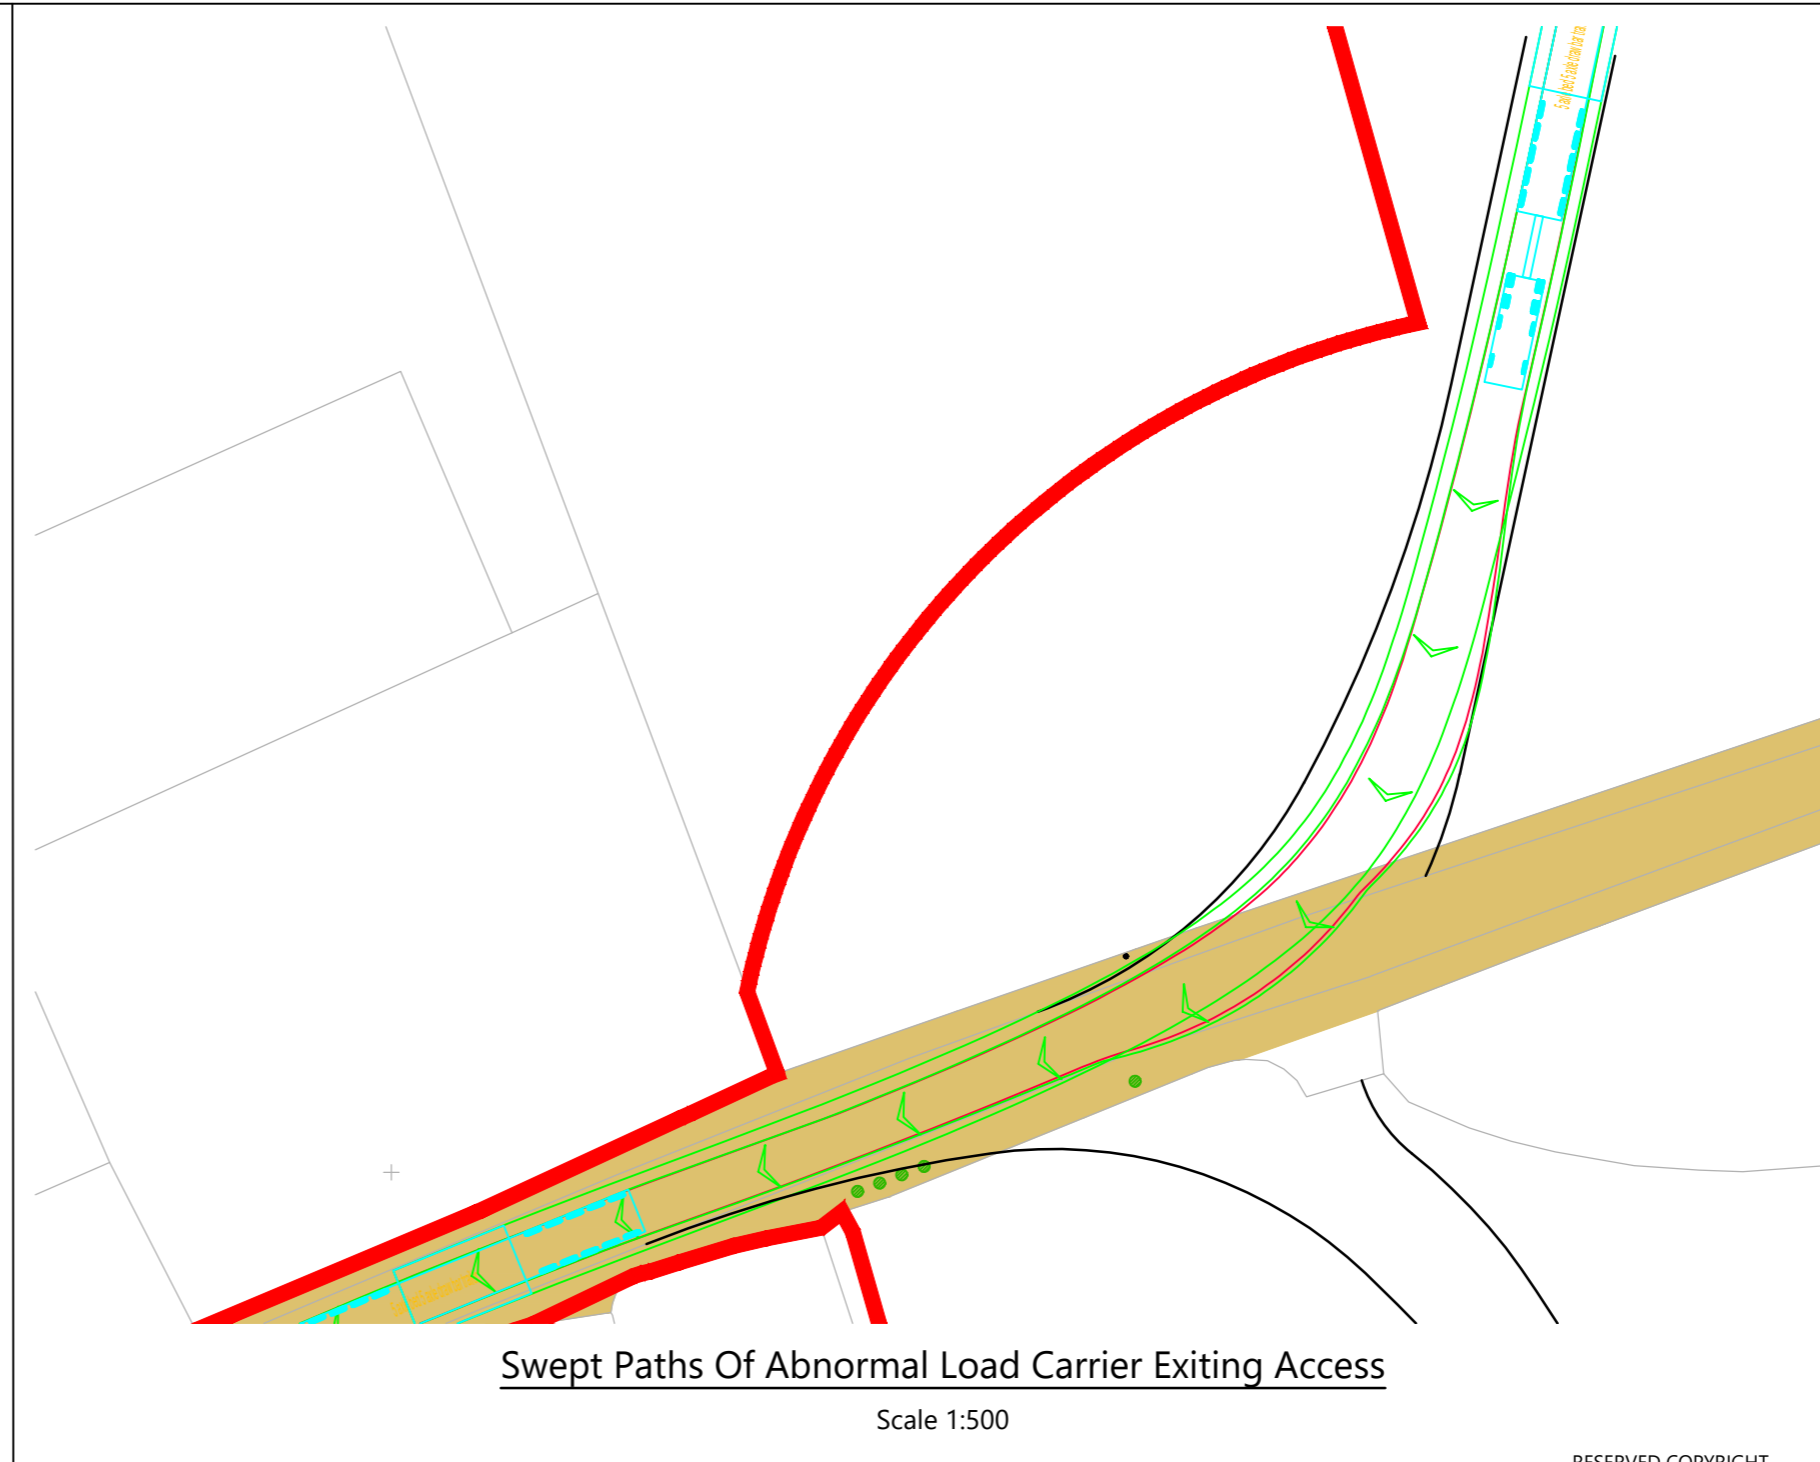 Swept Paths Of Abnormal Load Carrier Exiting Access
Scale 1:500
RESERVED COPYRIGHT